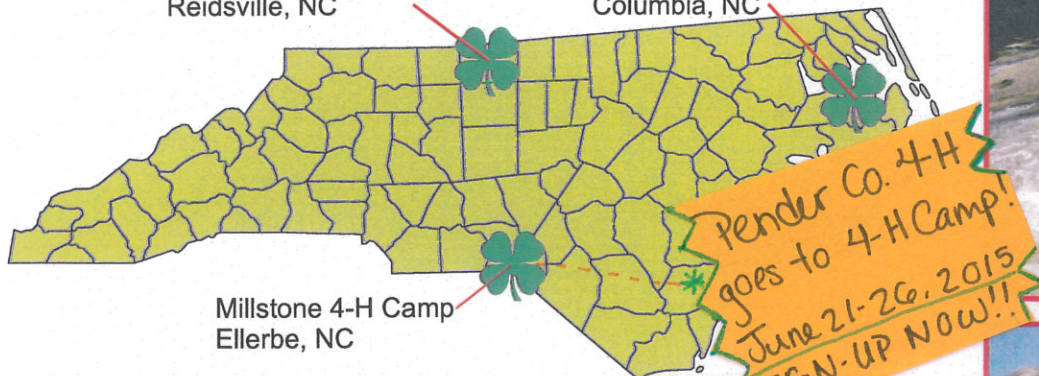 Reidsville, NC
Columbia, NC
Millstone 4-H Camp
Ellerbe, NC
Pender Co. 4-H
goes to 4-H Camp!
June 21-26, 2015
N-UP NOW!!